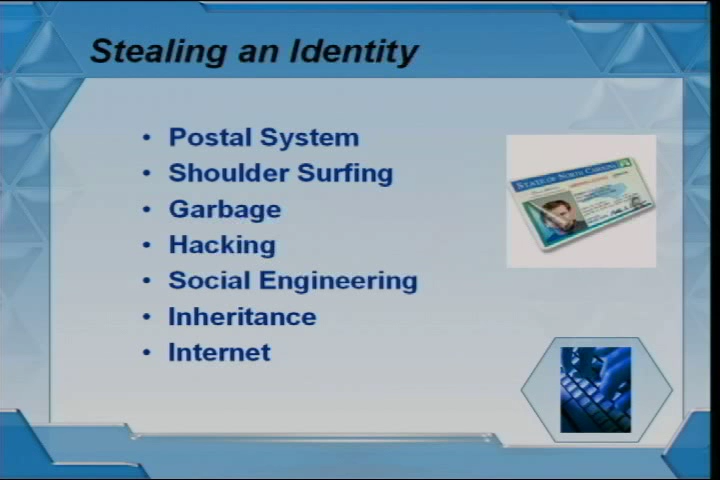 Stealing an Identity
• Postal System
• Shoulder Surfing
• Garbage
• Hacking
• Social Engineering
• Inheritance
• Internet
STATE OF NORTH CAROLINA